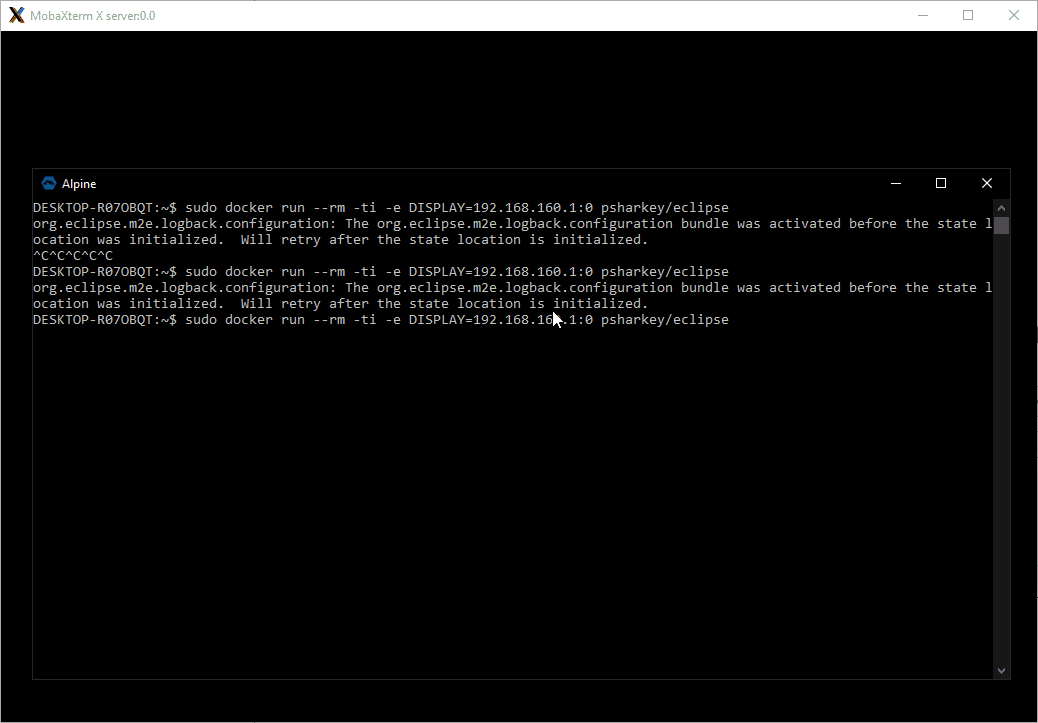 MobaXterm X server:0.0
Alpine
DESKTOP-R07OBQT:~$ sudo docker run --rm -ti -e DISPLAY=192.168.160.1:0 psharkey/eclipse
org.eclipse.m2e.logback.configuration: The org.eclipse.m2e.logback.configuration bundle was activated before the state l
ocation was initialized.  Will retry after the state location is initialized.
^C^C^C^C^C
DESKTOP-R07OBQT:~$ sudo docker run --rm -ti -e DISPLAY=192.168.160.1:0 psharkey/eclipse
org.eclipse.m2e.logback.configuration: The org.eclipse.m2e.logback.configuration bundle was activated before the state l
ocation was initialized.  Will retry after the state location is initialized.
DESKTOP-R07OBQT:~$ sudo docker run --rm -ti -e DISPLAY=192.168.160.1:0 psharkey/eclipse